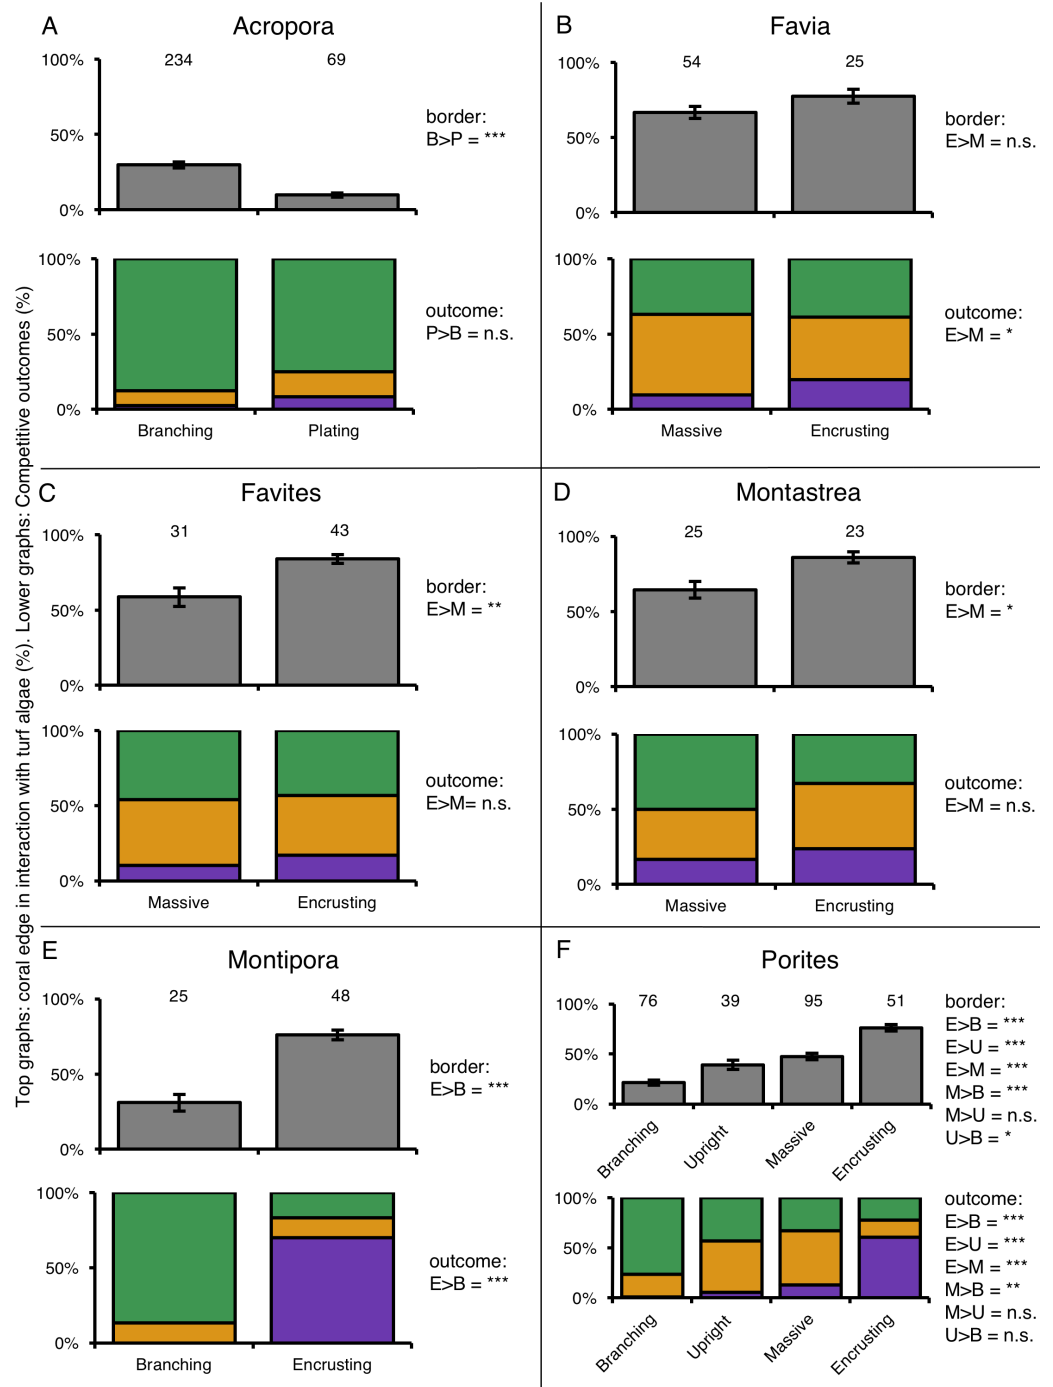 Top graphs: coral edge in interaction with turf algae (%). Lower graphs: Competitive outcomes (%)
A
Acropora
100%
50%
0%
234
69
border:
B>P = ***
100%
50%
0%
outcome:
P>B = n.s.
Branching
Plating
B
Favia
100%
50%
0%
54
25
border:
E>M = n.s.
100%
50%
0%
outcome:
E>M = *
Massive
Encrusting
C
Favites
100%
50%
0%
31
43
border:
E>M = **
100%
50%
0%
outcome:
E>M= n.s.
Massive
Encrusting
D
Montastrea
100%
50%
0%
25
23
border:
E>M = *
100%
50%
0%
outcome:
E>M = n.s.
Massive
Encrusting
E
Montipora
100%
50%
0%
25
48
border:
E>B = ***
100%
50%
0%
outcome:
E>B = ***
Branching
Encrusting
F
Porites
100%
50%
0%
76
39
95
51
border:
E>B = ***
E>U = ***
E>M = ***
M>B = ***
M>U = n.s.
U>B = *
Branching
Upright
Massive
Encrusting
100%
50%
0%
outcome:
E>B = ***
E>U = ***
E>M = ***
M>B = **
M>U = n.s.
U>B = n.s.
Branching
Upright
Massive
Encrusting